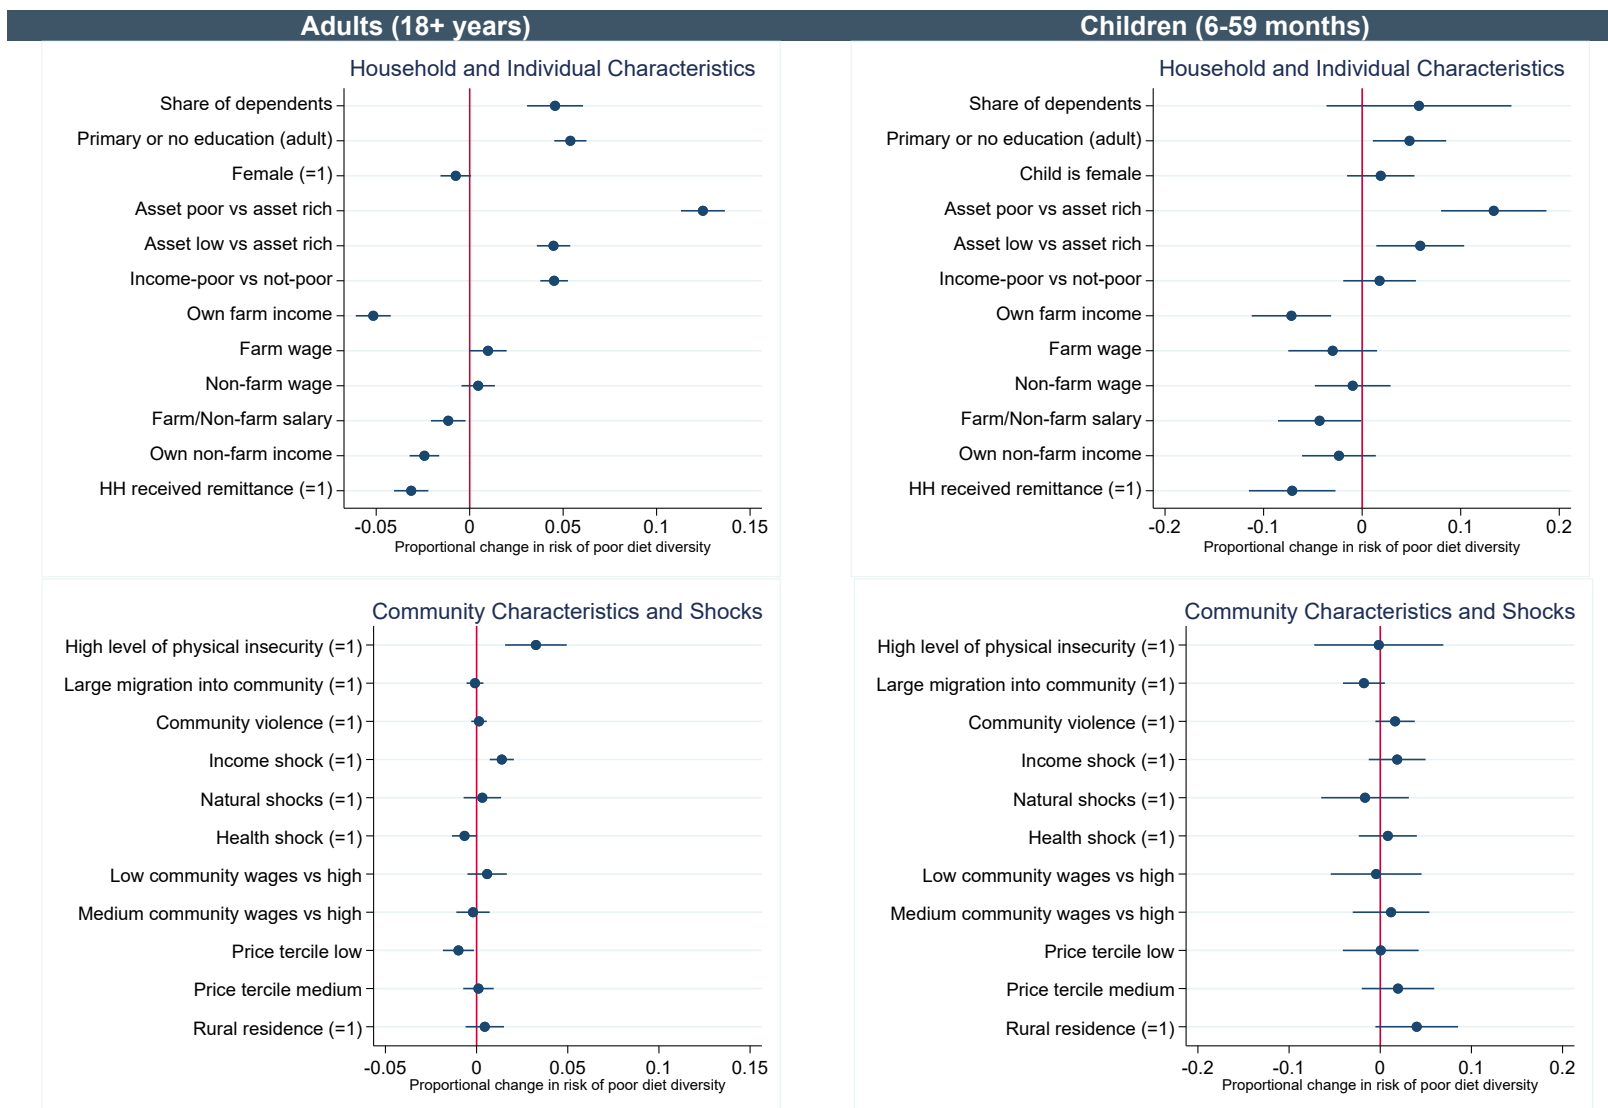 Adults (18+ years)
Children (6-59 months)
Household and Individual Characteristics
Share of dependents
Primary or no education (adult)
Female (=1)
Asset poor vs asset rich
Asset low vs asset rich
Income-poor vs not-poor
Own farm income
Farm wage
Non-farm wage
Farm/Non-farm salary
Own non-farm income
HH received remittance (=1)
-0.05 0 0.05 0.1 0.15
Proportional change in risk of poor diet diversity
Household and Individual Characteristics
Share of dependents
Primary or no education (adult)
Child is female
Asset poor vs asset rich
Asset low vs asset rich
Income-poor vs not-poor
Own farm income
Farm wage
Non-farm wage
Farm/Non-farm salary
Own non-farm income
HH received remittance (=1)
-0.2 -0.1 0 0.1 0.2
Proportional change in risk of poor diet diversity
Community Characteristics and Shocks
High level of physical insecurity (=1)
Large migration into community (=1)
Community violence (=1)
Income shock (=1)
Natural shocks (=1)
Health shock (=1)
Low community wages vs high
Medium community wages vs high
Price tercile low
Price tercile medium
Rural residence (=1)
-0.05 0 0.05 0.1 0.15
Proportional change in risk of poor diet diversity
Community Characteristics and Shocks
High level of physical insecurity (=1)
Large migration into community (=1)
Community violence (=1)
Income shock (=1)
Natural shocks (=1)
Health shock (=1)
Low community wages vs high
Medium community wages vs high
Price tercile low
Price tercile medium
Rural residence (=1)
-0.2 -0.1 0 0.1 0.2
Proportional change in risk of poor diet diversity